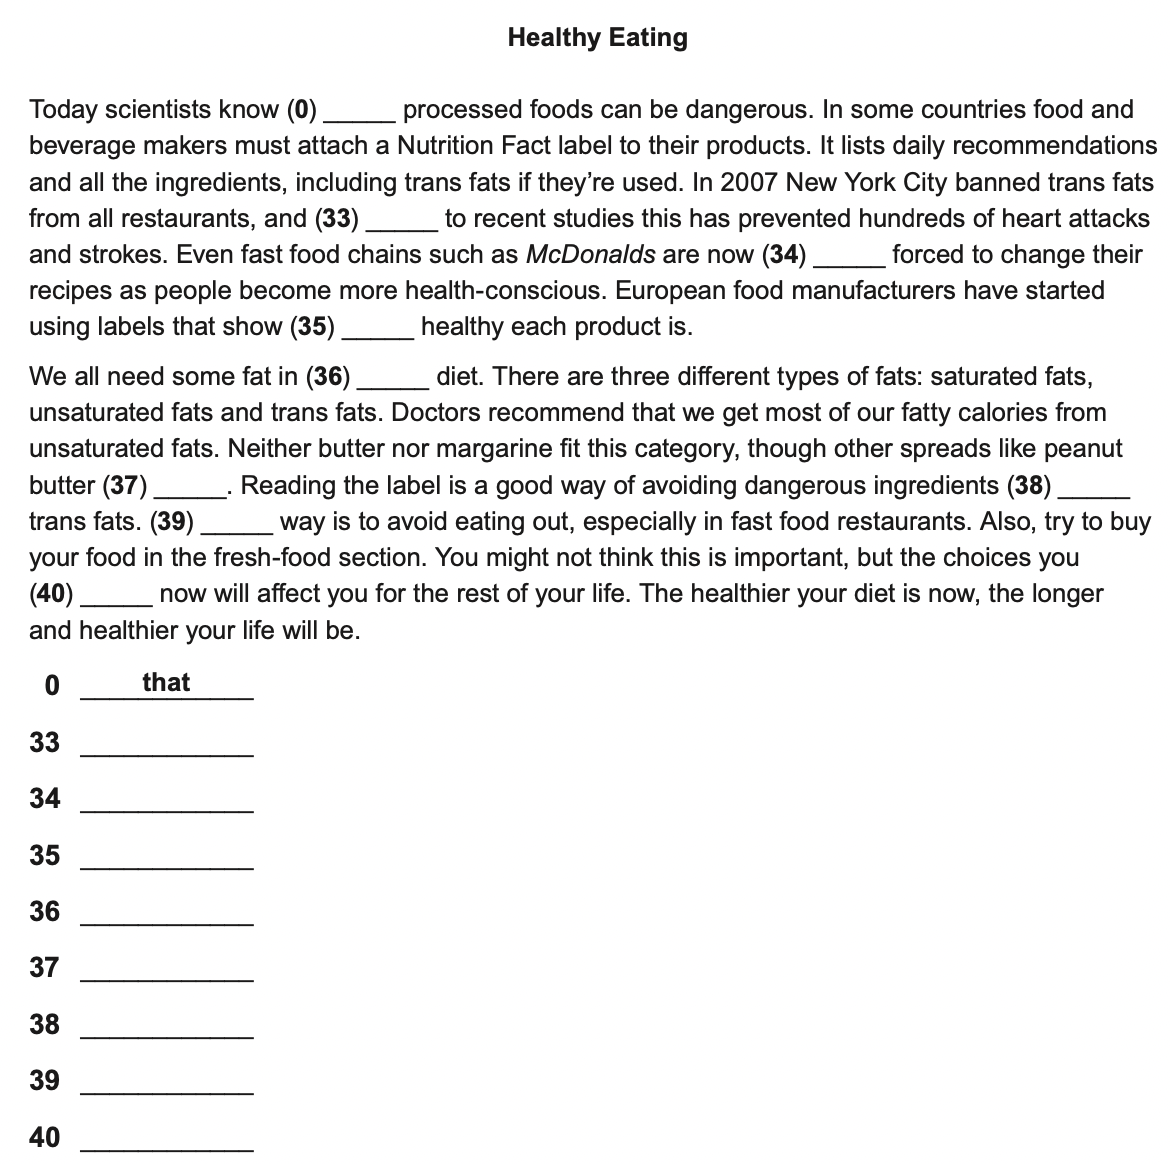 Healthy Eating
Today scientists know (0) _____ processed foods can be dangerous. In some countries food and
beverage makers must attach a Nutrition Fact label to their products. It lists daily recommendations
and all the ingredients, including trans fats if they're used. In 2007 New York City banned trans fats
from all restaurants, and (33) _____ to recent studies this has prevented hundreds of heart attacks
and strokes. Even fast food chains such as McDonalds are now (34) _____ forced to change their
recipes as people become more health-conscious. European food manufacturers have started
using labels that show (35) _____ healthy each product is.
We all need some fat in (36) _____ diet. There are three different types of fats: saturated fats,
unsaturated fats and trans fats. Doctors recommend that we get most of our fatty calories from
unsaturated fats. Neither butter nor margarine fit this category, though other spreads like peanut
butter (37) _____. Reading the label is a good way of avoiding dangerous ingredients (38) _____
trans fats. (39) _____ way is to avoid eating out, especially in fast food restaurants. Also, try to buy
your food in the fresh-food section. You might not think this is important, but the choices you
(40) _____ now will affect you for the rest of your life. The healthier your diet is now, the longer
and healthier your life will be.
0 that
33 ____________
34 ____________
35 ____________
36 ____________
37 ____________
38 ____________
39 ____________
40 ____________